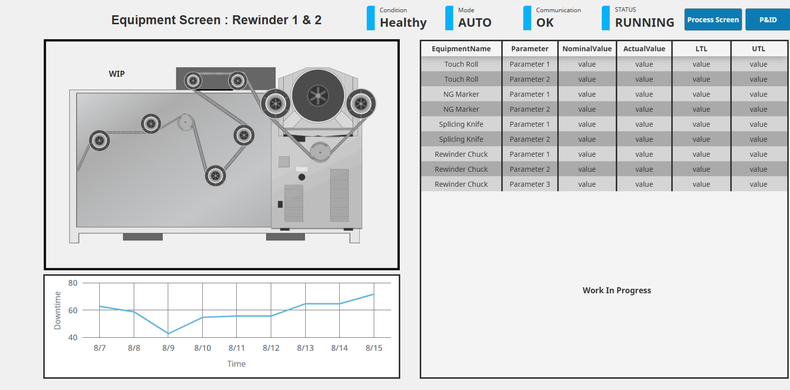 Equipment Screen : Rewinder 1 & 2
Condition
Healthy
Mode
AUTO
Communication
OK
STATUS
RUNNING
Process Screen
P&ID
WIP
EquipmentName Parameter NominalValue ActualValue LTL UTL
Touch Roll Parameter 1 value value value value
Touch Roll Parameter 2 value value value value
NG Marker Parameter 1 value value value value
NG Marker Parameter 2 value value value value
Splicing Knife Parameter 1 value value value value
Splicing Knife Parameter 2 value value value value
Rewinder Chuck Parameter 1 value value value value
Rewinder Chuck Parameter 2 value value value value
Rewinder Chuck Parameter 3 value value value value
Work In Progress
Downtime
80
60
40
8/7 8/8 8/9 8/10 8/11 8/12 8/13 8/14 8/15
Time